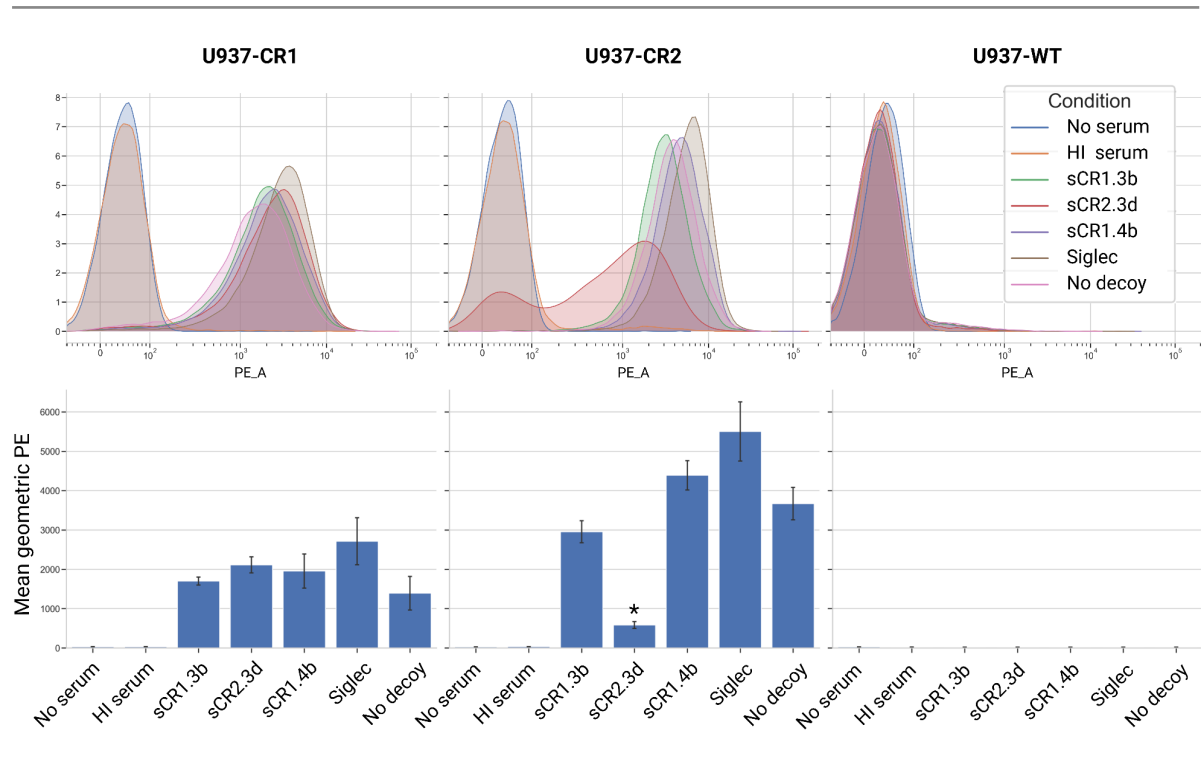 U937-CR1 U937-CR2 U937-WT
8
7
6
5
4
3
2
1
0
0 10² 10³ 10⁴ 10⁵
PE_A
0 10² 10³ 10⁴ 10⁵
PE_A
0 10² 10³ 10⁴ 10⁵
PE_A
Condition
No serum
HI serum
sCR1.3b
sCR2.3d
sCR1.4b
Siglec
No decoy
Mean geometric PE
6000
5000
4000
3000
2000
1000
0
*
No serum HI serum sCR1.3b sCR2.3d sCR1.4b Siglec No decoy
No serum HI serum sCR1.3b sCR2.3d sCR1.4b Siglec No decoy
No serum HI serum sCR1.3b sCR2.3d sCR1.4b Siglec No decoy